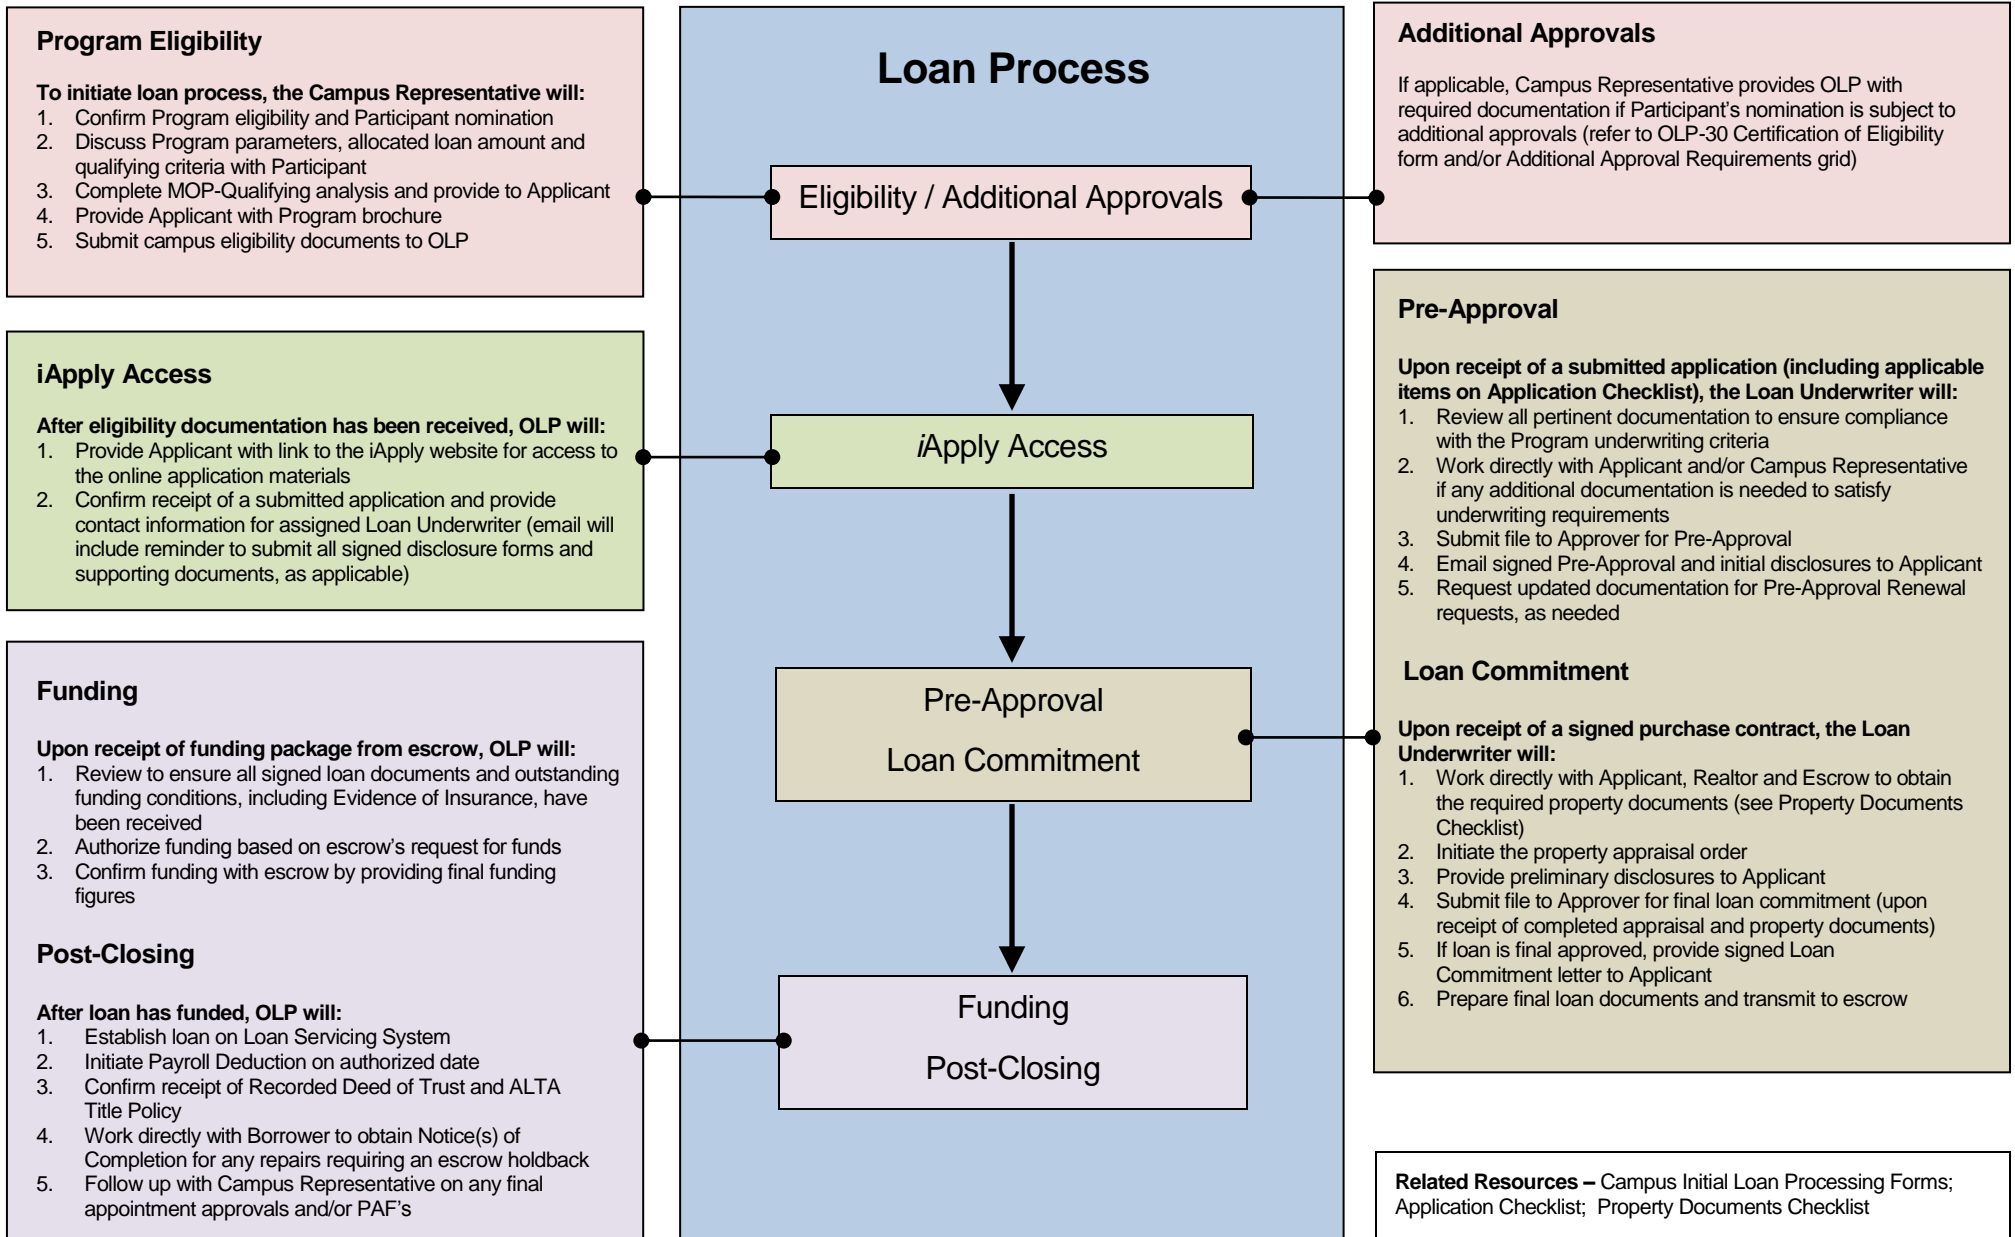 Program Eligibility
To initiate loan process, the Campus Representative will:
1. Confirm Program eligibility and Participant nomination
2. Discuss Program parameters, allocated loan amount and
qualifying criteria with Participant
3. Complete MOP-Qualifying analysis and provide to Applicant
4. Provide Applicant with Program brochure
5. Submit campus eligibility documents to OLP
iApply Access
After eligibility documentation has been received, OLP will:
1. Provide Applicant with link to the iApply website for access to
the online application materials
2. Confirm receipt of a submitted application and provide
contact information for assigned Loan Underwriter (email will
include reminder to submit all signed disclosure forms and
supporting documents, as applicable)
Funding
Upon receipt of funding package from escrow, OLP will:
1. Review to ensure all signed loan documents and outstanding
funding conditions, including Evidence of Insurance, have
been received
2. Authorize funding based on escrow's request for funds
3. Confirm funding with escrow by providing final funding
figures
Post-Closing
After loan has funded, OLP will:
1. Establish loan on Loan Servicing System
2. Initiate Payroll Deduction on authorized date
3. Confirm receipt of Recorded Deed of Trust and ALTA
Title Policy
4. Work directly with Borrower to obtain Notice(s) of
Completion for any repairs requiring an escrow holdback
5. Follow up with Campus Representative on any final
appointment approvals and/or PAF's
Loan Process
Eligibility / Additional Approvals
iApply Access
Pre-Approval
Loan Commitment
Funding
Post-Closing
Additional Approvals
If applicable, Campus Representative provides OLP with
required documentation if Participant's nomination is subject to
additional approvals (refer to OLP-30 Certification of Eligibility
form and/or Additional Approval Requirements grid)
Pre-Approval
Upon receipt of a submitted application (including applicable
items on Application Checklist), the Loan Underwriter will:
1. Review all pertinent documentation to ensure compliance
with the Program underwriting criteria
2. Work directly with Applicant and/or Campus Representative
if any additional documentation is needed to satisfy
underwriting requirements
3. Submit file to Approver for Pre-Approval
4. Email signed Pre-Approval and initial disclosures to Applicant
5. Request updated documentation for Pre-Approval Renewal
requests, as needed
Loan Commitment
Upon receipt of a signed purchase contract, the Loan
Underwriter will:
1. Work directly with Applicant, Realtor and Escrow to obtain
the required property documents (see Property Documents
Checklist)
2. Initiate the property appraisal order
3. Provide preliminary disclosures to Applicant
4. Submit file to Approver for final loan commitment (upon
receipt of completed appraisal and property documents)
5. If loan is final approved, provide signed Loan
Commitment letter to Applicant
6. Prepare final loan documents and transmit to escrow
Related Resources – Campus Initial Loan Processing Forms;
Application Checklist; Property Documents Checklist